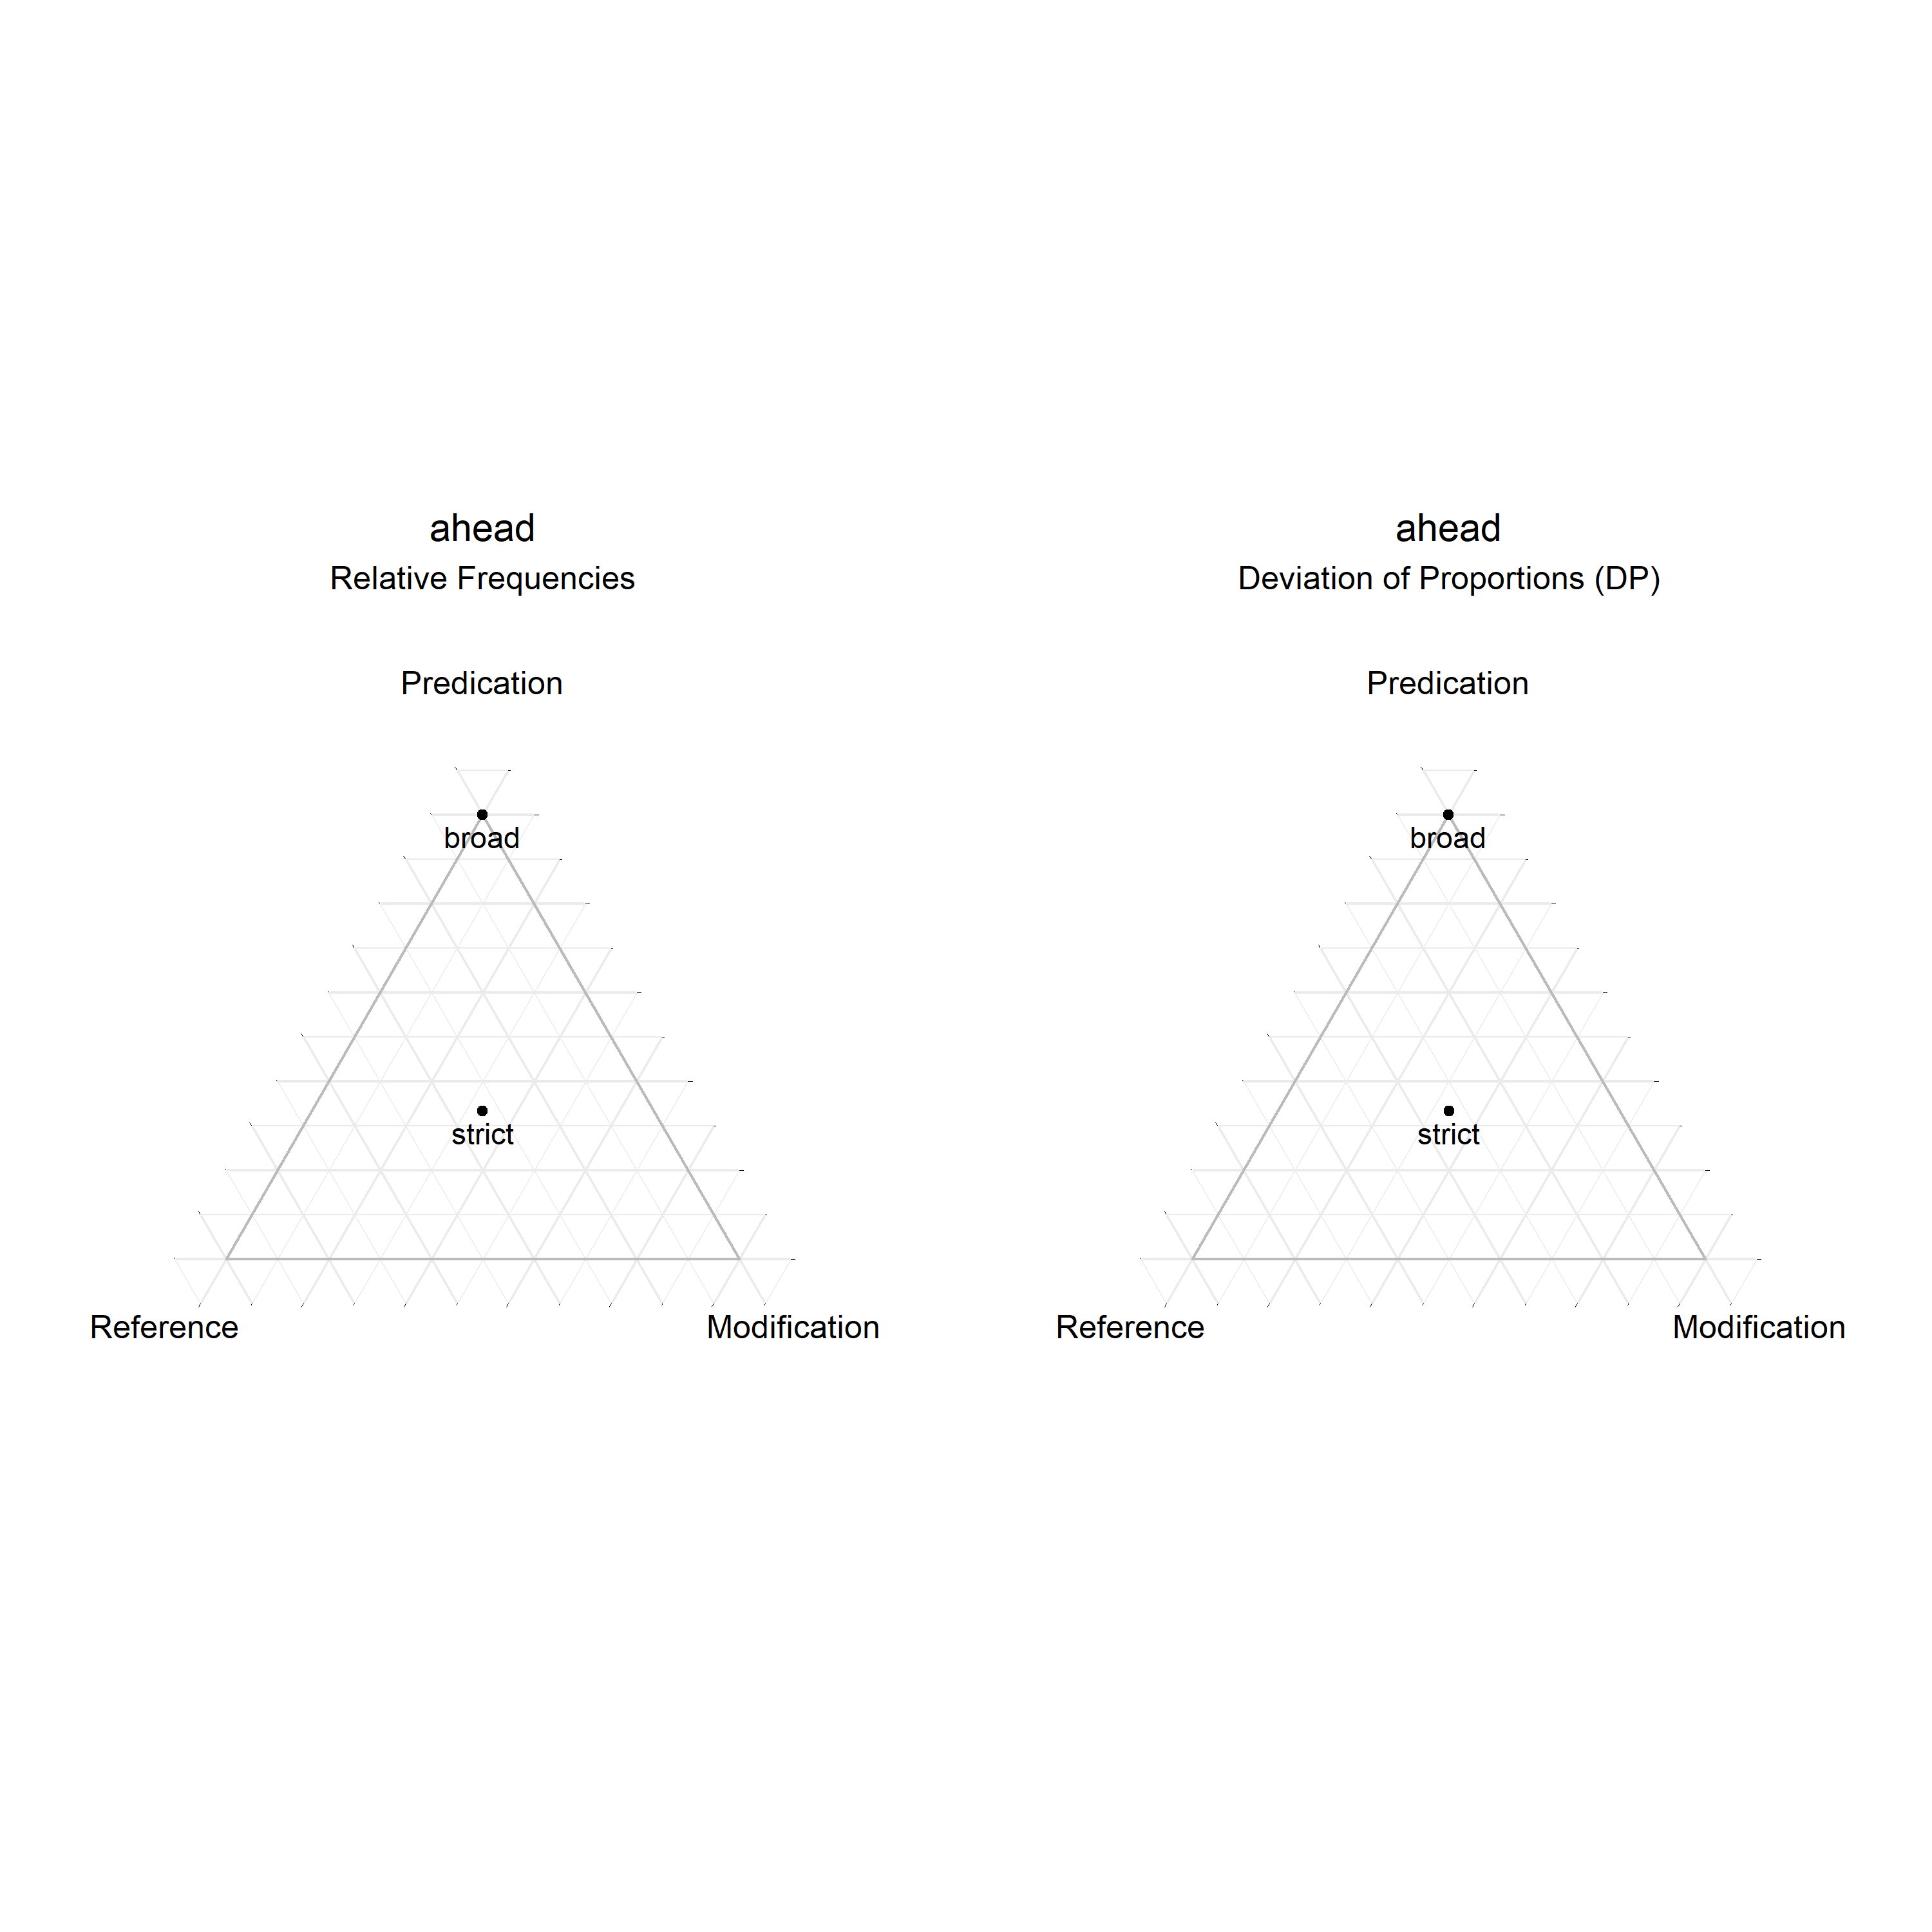 ahead
Relative Frequencies
Predication
broad
strict
Reference
Modification
ahead
Deviation of Proportions (DP)
Predication
broad
strict
Reference
Modification